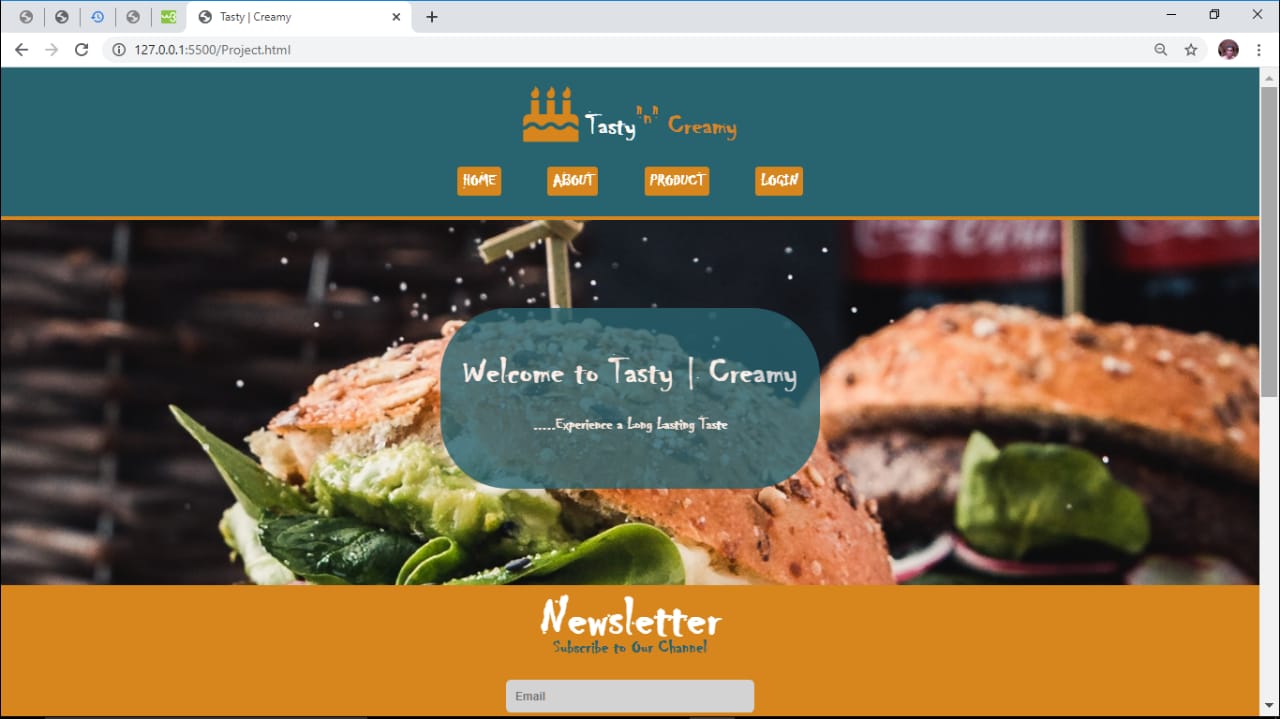 Tasty | Creamy
127.0.0.1:5500/Project.html
Tasty"n" Creamy
HOME ABOUT PRODUCT LOGIN
Welcome to Tasty | Creamy
.....Experience a Long Lasting Taste
Newsletter
Subscribe to Our Channel
Email